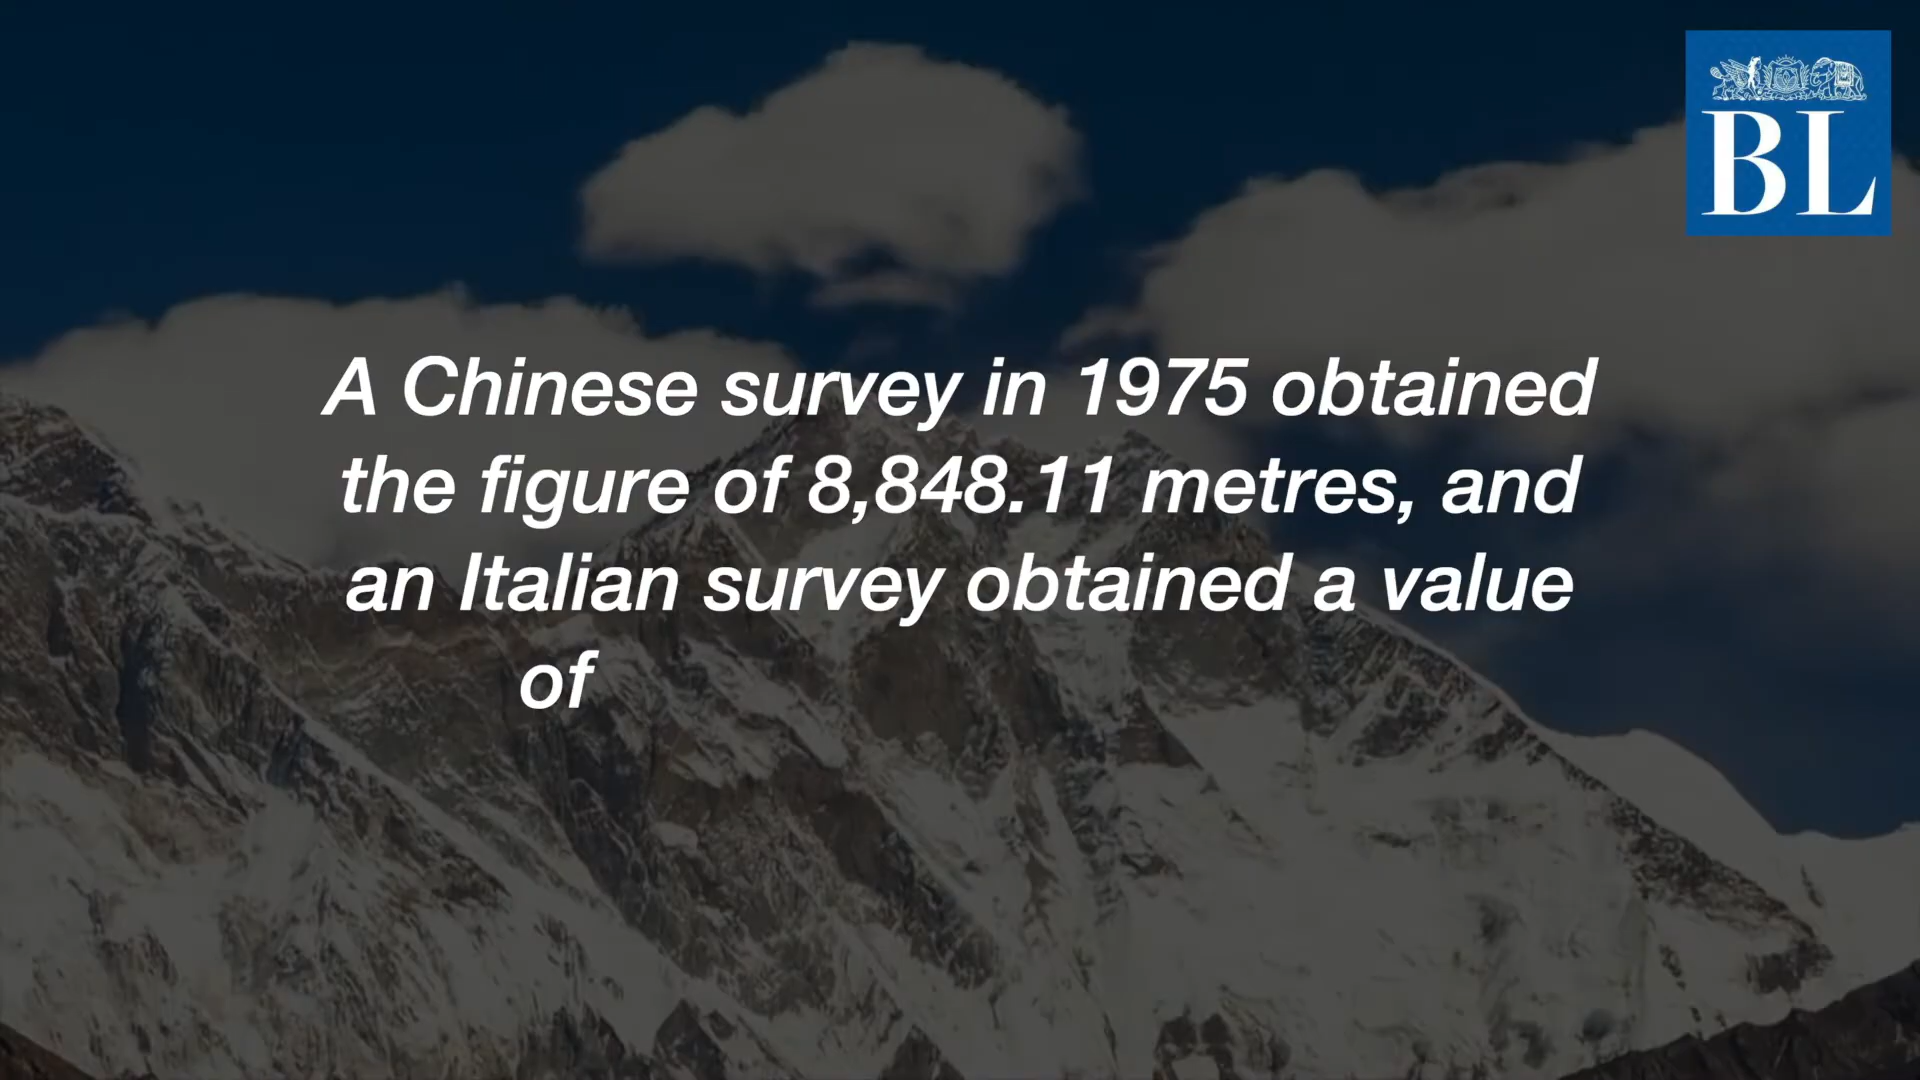 BL
A Chinese survey in 1975 obtained
the figure of 8,848.11 metres, and
an Italian survey obtained a value
of